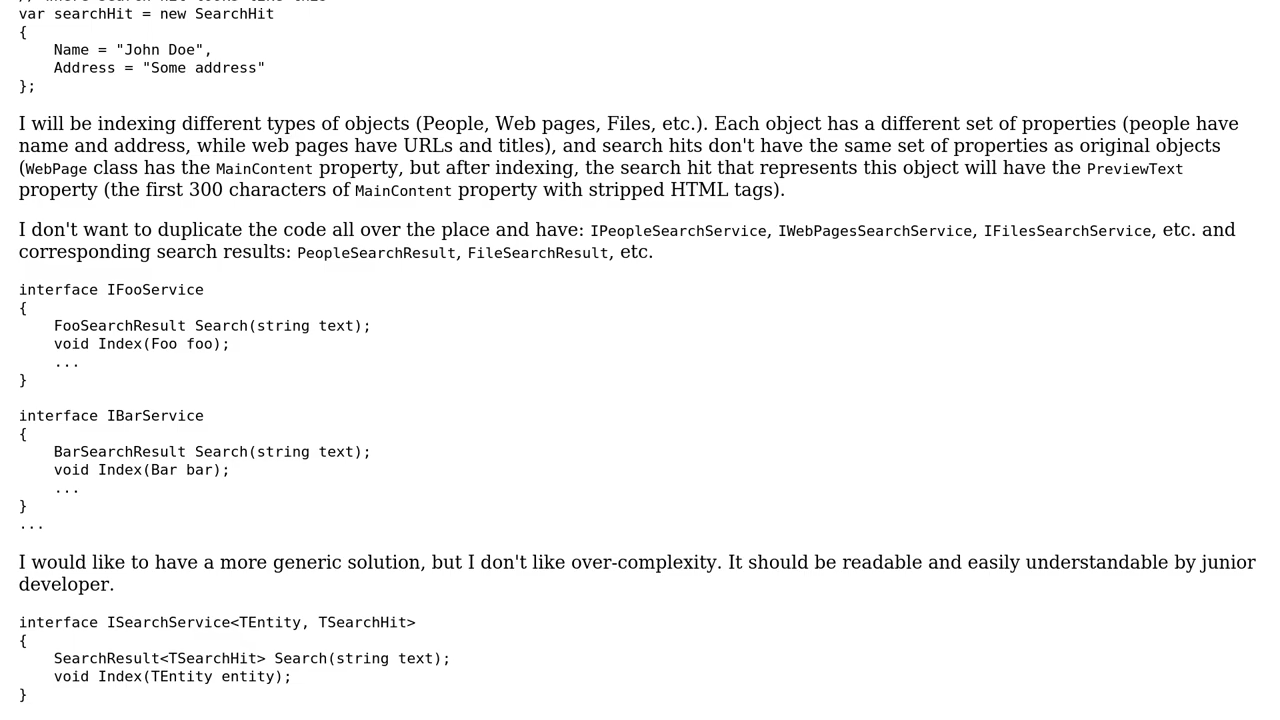 var searchHit = new SearchHit
{
    Name = "John Doe",
    Address = "Some address"
};
I will be indexing different types of objects (People, Web pages, Files, etc.). Each object has a different set of properties (people have
name and address, while web pages have URLs and titles), and search hits don't have the same set of properties as original objects
(WebPage class has the MainContent property, but after indexing, the search hit that represents this object will have the PreviewText
property (the first 300 characters of MainContent property with stripped HTML tags).
I don't want to duplicate the code all over the place and have: IPeopleSearchService, IWebPagesSearchService, IFilesSearchService, etc. and
corresponding search results: PeopleSearchResult, FileSearchResult, etc.
interface IFooService
{
    FooSearchResult Search(string text);
    void Index(Foo foo);
    ...
}
interface IBarService
{
    BarSearchResult Search(string text);
    void Index(Bar bar);
    ...
}
...
I would like to have a more generic solution, but I don't like over-complexity. It should be readable and easily understandable by junior
developer.
interface ISearchService<TEntity, TSearchHit>
{
    SearchResult<TSearchHit> Search(string text);
    void Index(TEntity entity);
}